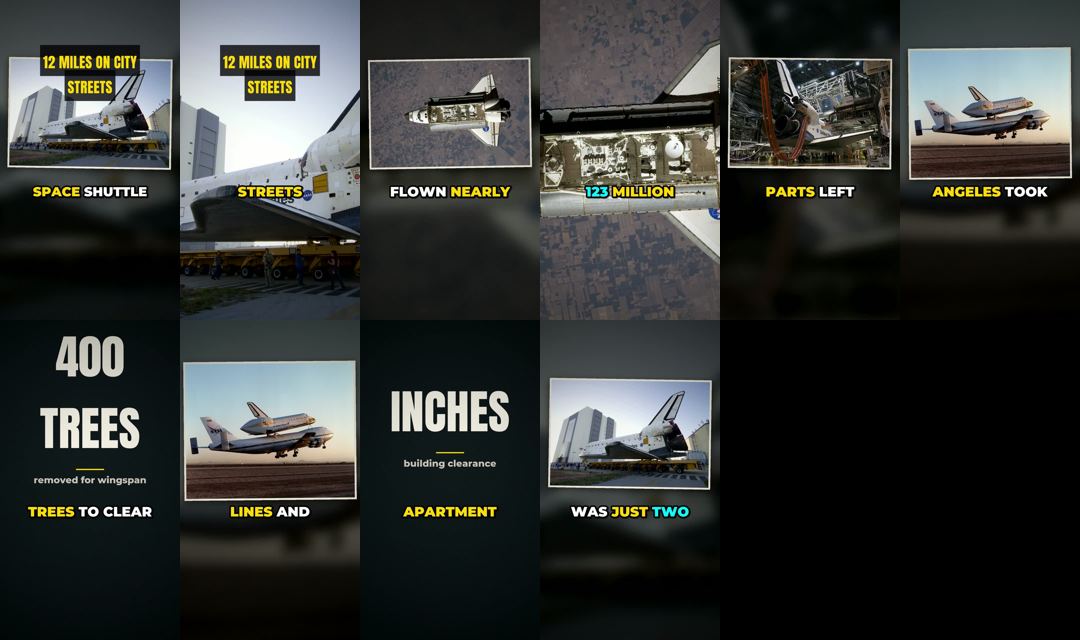 12 MILES ON CITY
STREETS
SPACE SHUTTLE
12 MILES ON CITY
STREETS
STREETS
FLOWN NEARLY
123 MILLION
PARTS LEFT
ANGELES TOOK
400
TREES
removed for wingspan
TREES TO CLEAR
LINES AND
INCHES
building clearance
APARTMENT
WAS JUST TWO